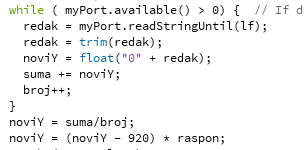 while ( myPort.available() > 0) {  // If d
  redak = myPort.readStringUntil(lf);
  redak = trim(redak);
  noviY = float("0" + redak);
  suma += noviY;
  broj++;
}
noviY = suma/broj;
noviY = (noviY - 920) * raspon;